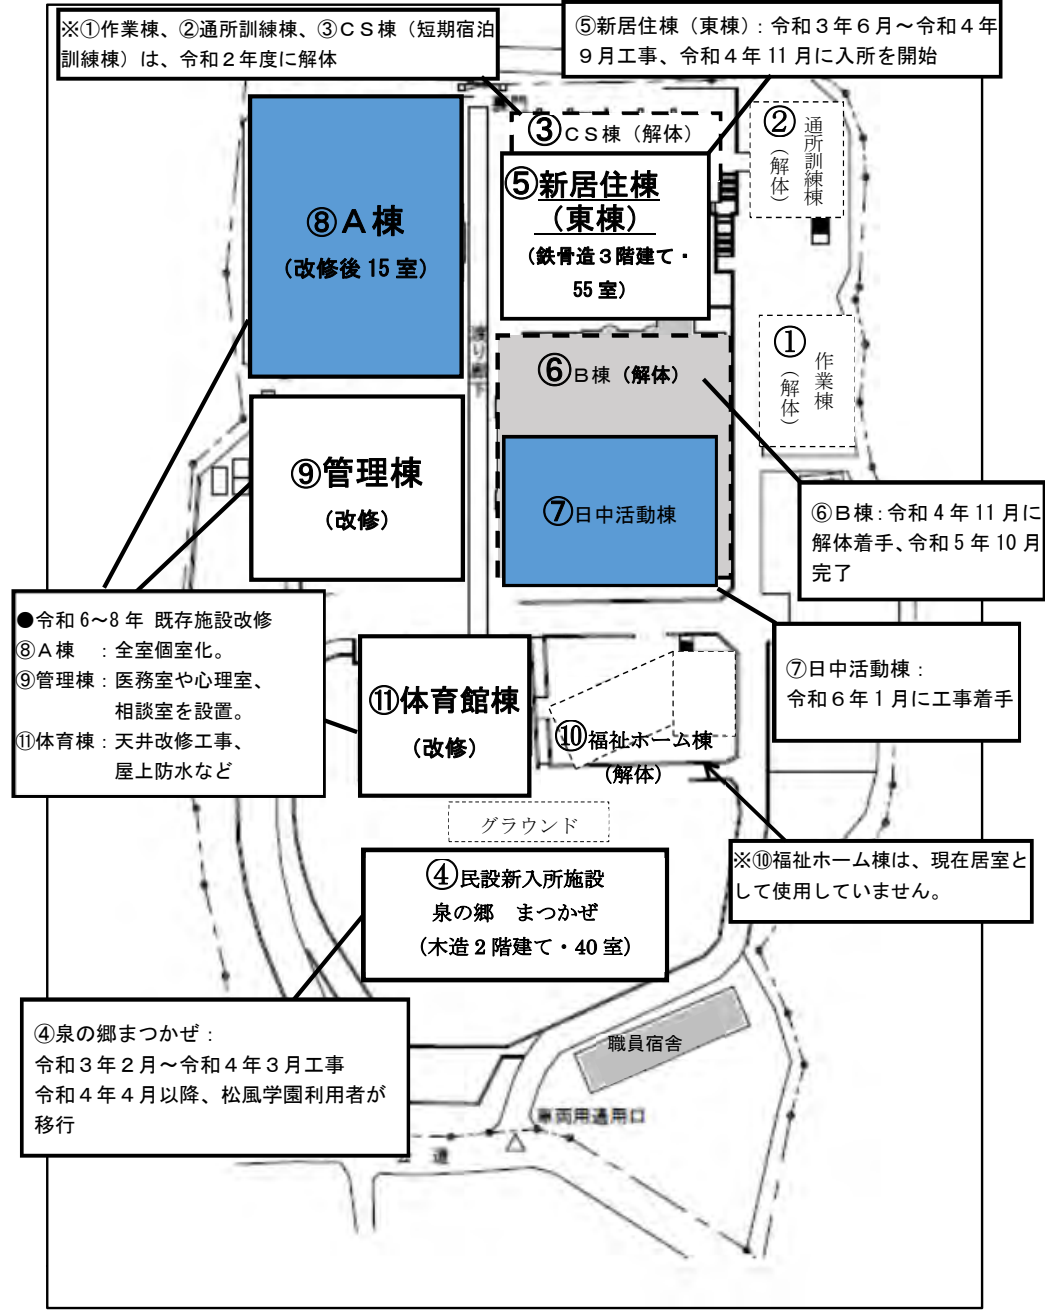 ※①作業棟、②通所訓練棟、③ＣＳ棟（短期宿泊
訓練棟）は、令和２年度に解体
⑤新居住棟（東棟）：令和３年６月～令和４年
９月工事、令和４年 11 月に入所を開始
③ＣＳ棟（解体）
②
通所訓練棟
（解体）
⑤新居住棟
（東棟）
（鉄骨造３階建て・
55 室）
⑧Ａ棟
（改修後 15 室）
渡り廊下
①
作業棟
（解体）
⑥Ｂ棟（解体）
⑨管理棟
（改修）
⑦日中活動棟
⑥Ｂ棟：令和４年 11 月に
解体着手、令和５年 10 月
完了
●令和６～８年 既存施設改修
⑧Ａ棟　：全室個室化。
⑨管理棟：医務室や心理室、
相談室を設置。
⑪体育棟：天井改修工事、
屋上防水など
⑦日中活動棟：
令和６年１月に工事着手
⑪体育館棟
（改修）
⑩福祉ホーム棟
（解体）
グラウンド
※⑩福祉ホーム棟は、現在居室と
して使用していません。
④民設新入所施設
泉の郷　まつかぜ
（木造２階建て・40 室）
④泉の郷まつかぜ：
令和３年２月～令和４年３月工事
令和４年４月以降、松風学園利用者が
移行
職員宿舎
車両用通用口
道